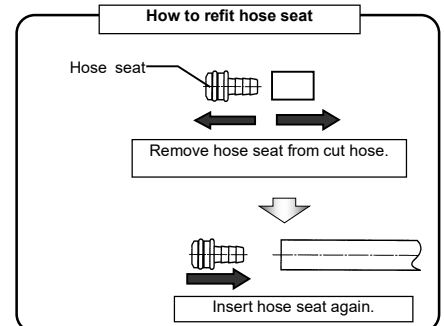 How to refit hose seat
Hose seat
Remove hose seat from cut hose.
Insert hose seat again.